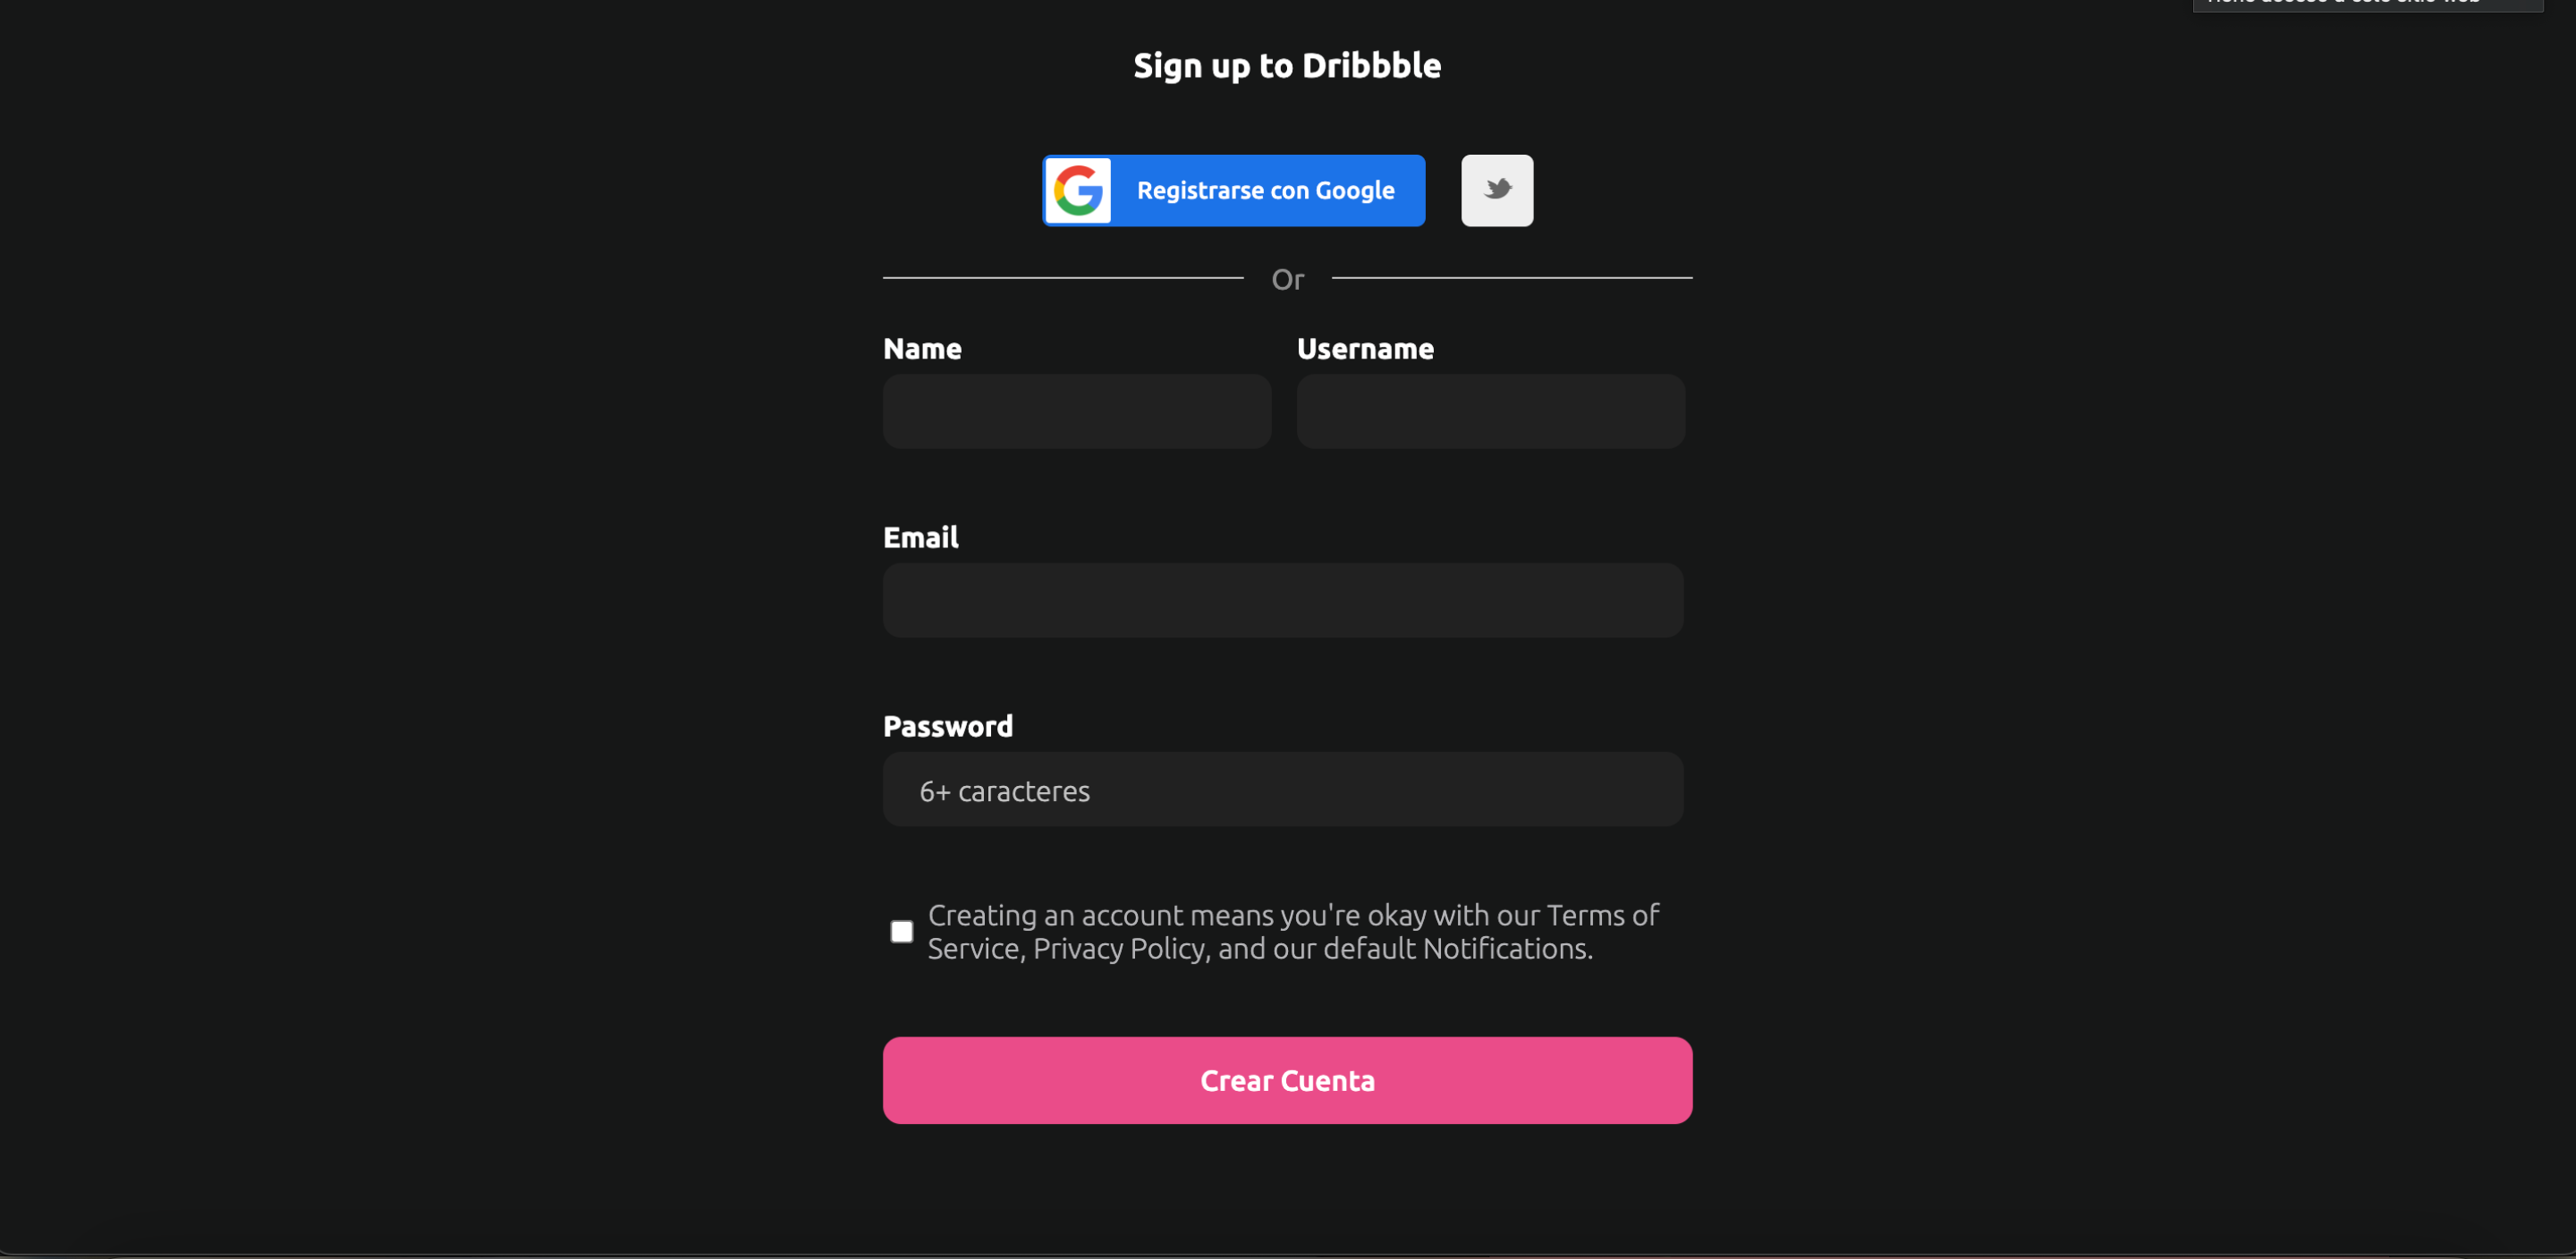 Sign up to Dribbble
Registrarse con Google
Or
Name Username
Email
Password
6+ caracteres
Creating an account means you're okay with our Terms of
Service, Privacy Policy, and our default Notifications.
Crear Cuenta